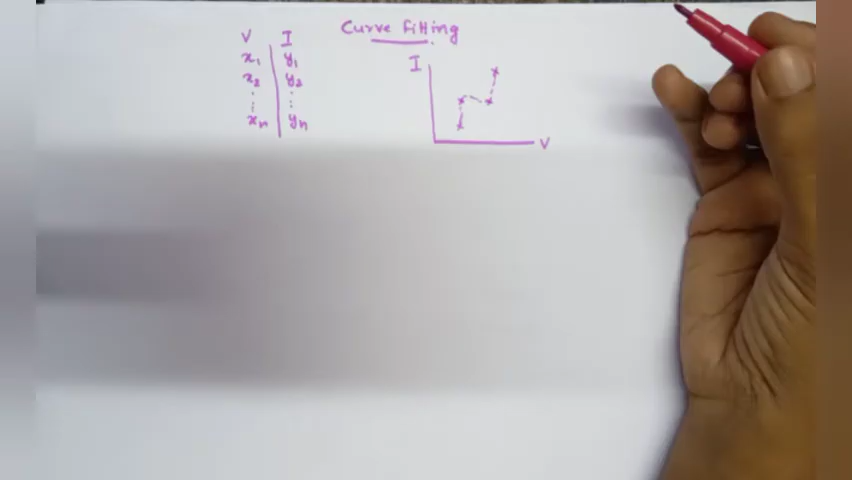 Curve Fitting
V I
x₁ y₁
x₂ y₂
⋮ ⋮
xₙ yₙ
I
V